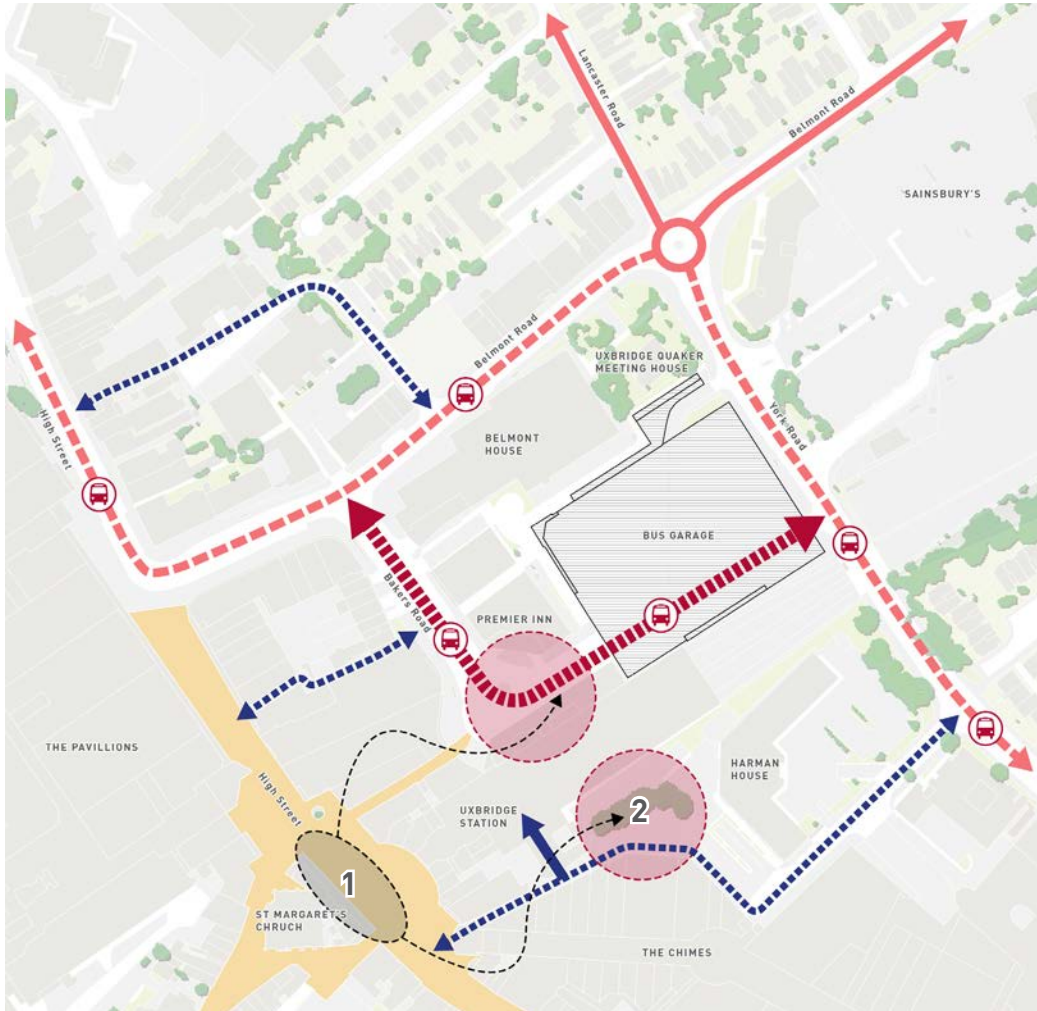 Lancaster Road
Belmont Road
SAINSBURY'S
Belmont Road
UXBRIDGE QUAKER
MEETING HOUSE
High Street
York Road
BELMONT
HOUSE
BUS GARAGE
Bakers Road
PREMIER INN
THE PAVILLIONS
High Street
HARMAN
HOUSE
UXBRIDGE
STATION
2
1
ST MARGARET'S
CHRUCH
THE CHIMES